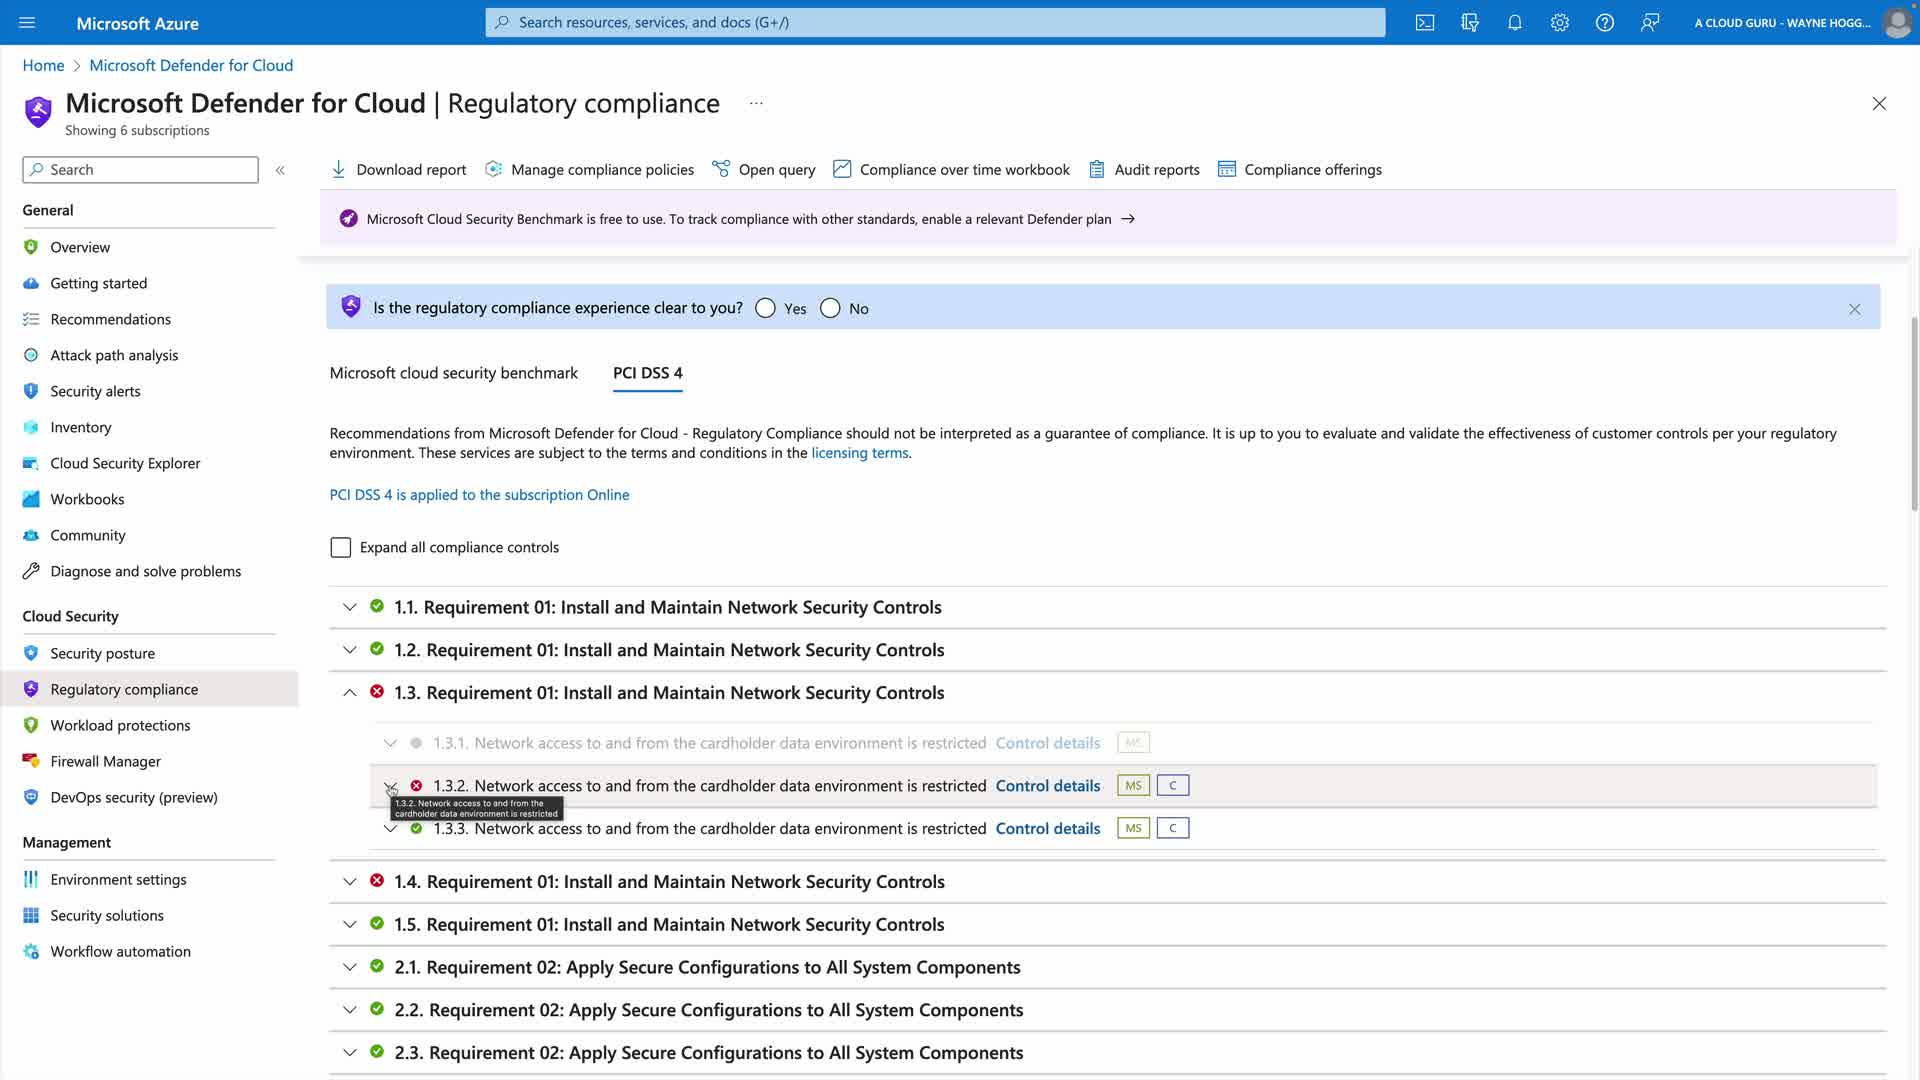 Microsoft Azure
Search resources, services, and docs (G+/)
A CLOUD GURU - WAYNE HOGG...
Home > Microsoft Defender for Cloud
Microsoft Defender for Cloud | Regulatory compliance ...
Showing 6 subscriptions
Search
«
Download report
Manage compliance policies
Open query
Compliance over time workbook
Audit reports
Compliance offerings
General
Overview
Getting started
Recommendations
Attack path analysis
Security alerts
Inventory
Cloud Security Explorer
Workbooks
Community
Diagnose and solve problems
Cloud Security
Security posture
Regulatory compliance
Workload protections
Firewall Manager
DevOps security (preview)
Management
Environment settings
Security solutions
Workflow automation
Microsoft Cloud Security Benchmark is free to use. To track compliance with other standards, enable a relevant Defender plan →
Is the regulatory compliance experience clear to you? Yes No
Microsoft cloud security benchmark
PCI DSS 4
Recommendations from Microsoft Defender for Cloud - Regulatory Compliance should not be interpreted as a guarantee of compliance. It is up to you to evaluate and validate the effectiveness of customer controls per your regulatory
environment. These services are subject to the terms and conditions in the licensing terms.
PCI DSS 4 is applied to the subscription Online
Expand all compliance controls
1.1. Requirement 01: Install and Maintain Network Security Controls
1.2. Requirement 01: Install and Maintain Network Security Controls
1.3. Requirement 01: Install and Maintain Network Security Controls
1.3.1. Network access to and from the cardholder data environment is restricted Control details MS
1.3.2. Network access to and from the cardholder data environment is restricted Control details MS C
1.3.2. Network access to and from the
cardholder data environment is restricted
1.3.3. Network access to and from the cardholder data environment is restricted Control details MS C
1.4. Requirement 01: Install and Maintain Network Security Controls
1.5. Requirement 01: Install and Maintain Network Security Controls
2.1. Requirement 02: Apply Secure Configurations to All System Components
2.2. Requirement 02: Apply Secure Configurations to All System Components
2.3. Requirement 02: Apply Secure Configurations to All System Components